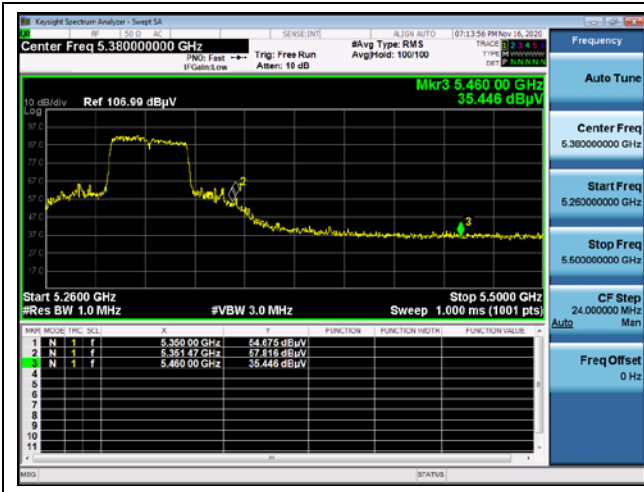 Keysight Spectrum Analyzer - Swept SA
RF 50 Ω AC SENSE:INT ALIGN AUTO 07:13:56 PM Nov 16, 2020
Center Freq 5.380000000 GHz
PNO: Fast
IFGain:Low
Trig: Free Run
Atten: 10 dB
#Avg Type: RMS
Avg|Hold: 100/100
TRACE 1 2 3 4 5 6
TYPE M
DET P N N N N N
Mkr3 5.460 00 GHz
35.446 dBµV
10 dB/div Ref 106.99 dBµV
Log
97.0
87.0
77.0
67.0
57.0
47.0
37.0
27.0
17.0
2
3
Start 5.2600 GHz Stop 5.5000 GHz
#Res BW 1.0 MHz #VBW 3.0 MHz Sweep 1.000 ms (1001 pts)
MKR MODE TRC SCL X Y FUNCTION FUNCTION WIDTH FUNCTION VALUE
1 N 1 f 5.350 00 GHz 54.675 dBµV
2 N 1 f 5.351 47 GHz 57.816 dBµV
3 N 1 f 5.460 00 GHz 35.446 dBµV
4
5
6
7
8
9
10
11
MSG STATUS
Frequency
Auto Tune
Center Freq
5.380000000 GHz
Start Freq
5.260000000 GHz
Stop Freq
5.500000000 GHz
CF Step
24.000000 MHz
Auto Man
Freq Offset
0 Hz